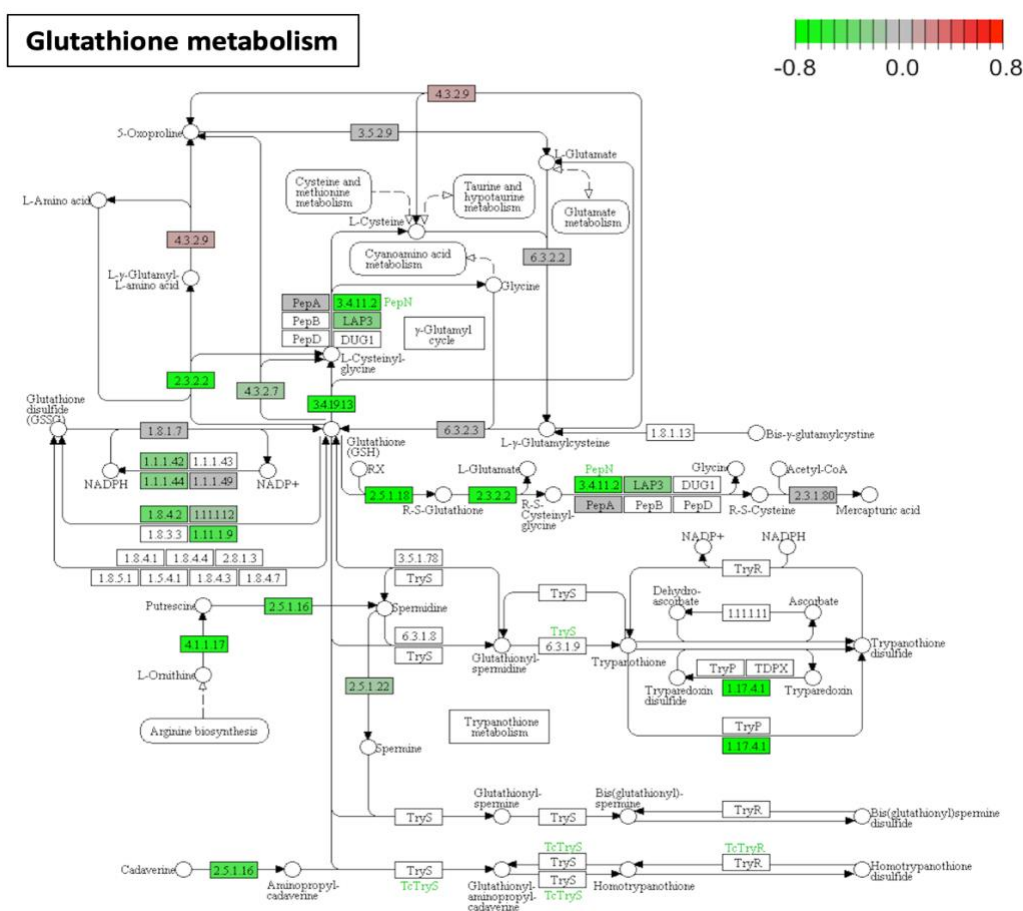 Glutathione metabolism
-0.8 0.0 0.8
4.3.2.9
5-Oxoproline
3.5.2.9
L-Glutamate
Cysteine and
methionine
metabolism
Taurine and
hypotaurine
metabolism
Glutamate
metabolism
L-Amino acid
L-Cysteine
4.3.2.9
Cyanoamino acid
metabolism
6.3.2.2
L-γ-Glutamyl-
L-amino acid
Glycine
PepA 3.4.11.2 PepN
PepB LAP3
PepD DUG1
γ-Glutamyl
cycle
L-Cysteinyl-
glycine
2.3.2.2
4.3.2.7
3.4.19.13
Glutathione
disulfide
(GSSG)
1.8.1.7
Glutathione
(GSH)
6.3.2.3
L-γ-Glutamylcysteine
1.8.1.13
Bis-γ-glutamylcystine
1.1.1.42 1.1.1.43
1.1.1.44 1.1.1.49
NADPH
NADP+
RX
L-Glutamate
PepN
Glycine
Acetyl-CoA
2.5.1.18
R-S-Glutathione
2.3.2.2
R-S-
Cysteinyl-
glycine
3.4.11.2 LAP3 DUG1
PepA PepB PepD
R-S-Cysteine
2.3.1.80
Mercapturic acid
1.8.4.2 1.11.1.12
1.8.3.3 1.11.1.9
1.8.4.1 1.8.4.4 2.8.1.3
1.8.5.1 1.5.4.1 1.8.4.3 1.8.4.7
3.5.1.78
TryS
NADP+
NADPH
TryR
Putrescine
2.5.1.16
Spermidine
TryS
Dehydro-
ascorbate
1.11.1.11
Ascorbate
4.1.1.17
6.3.1.8
TryS
TryS
6.3.1.9
Glutathionyl-
spermidine
Trypanothione
Trypanothione
disulfide
L-Ornithine
2.5.1.22
TryP TDPX
1.17.4.1
Tryparedoxin
disulfide
Tryparedoxin
Arginine biosynthesis
Trypanothione
metabolism
TryP
1.17.4.1
Spermine
Glutathionyl-
spermine
Bis(glutathionyl)-
spermine
TryS
TryS
TryR
Bis(glutathionyl)spermine
disulfide
Cadaverine
2.5.1.16
Aminopropyl-
cadaverine
TryS
TcTryS
Glutathionyl-
aminopropyl-
cadaverine
TcTryS
TryS
TryS
TcTryS
Homotrypanothione
TcTryR
TryR
Homotrypanothione
disulfide